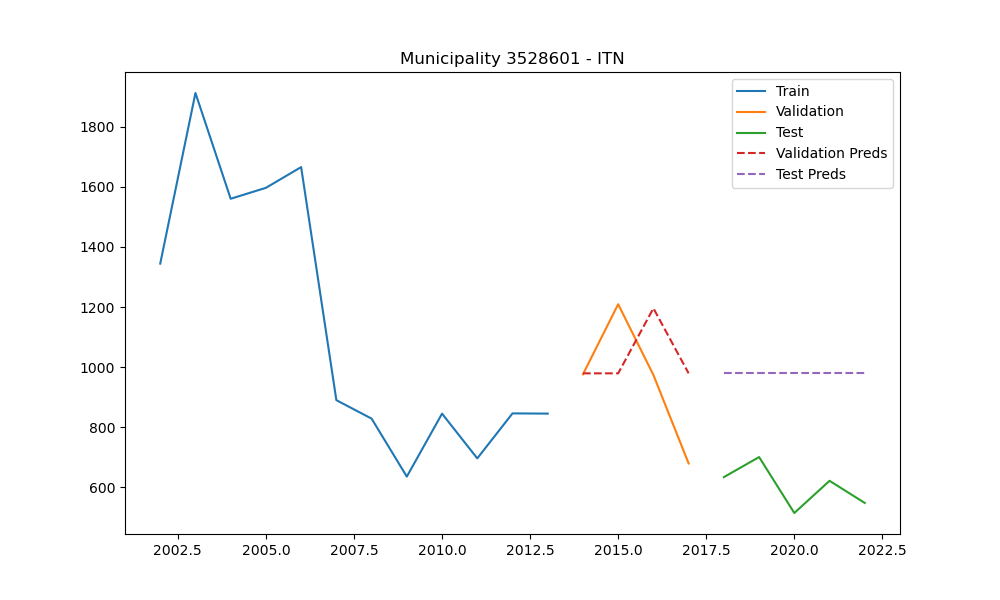 Municipality 3528601 - ITN
Train
Validation
Test
Validation Preds
Test Preds
1800
1600
1400
1200
1000
800
600
2002.5 2005.0 2007.5 2010.0 2012.5 2015.0 2017.5 2020.0 2022.5